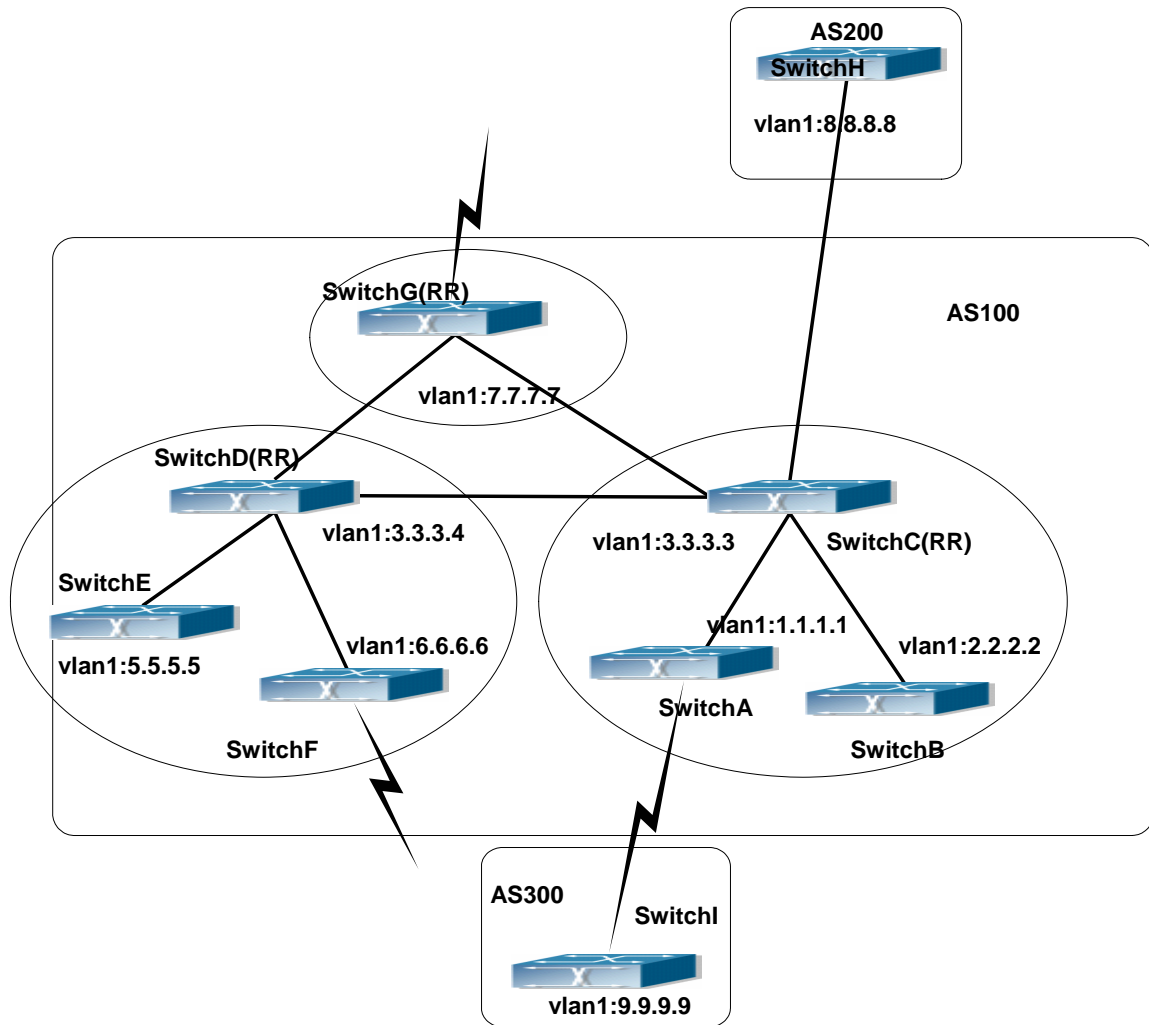 AS200
SwitchH
vlan1:8.8.8.8
SwitchG(RR)
AS100
vlan1:7.7.7.7
SwitchD(RR)
vlan1:3.3.3.4
vlan1:3.3.3.3
SwitchC(RR)
SwitchE
vlan1:5.5.5.5
vlan1:6.6.6.6
vlan1:1.1.1.1
vlan1:2.2.2.2
SwitchF
SwitchA
SwitchB
AS300
SwitchI
vlan1:9.9.9.9